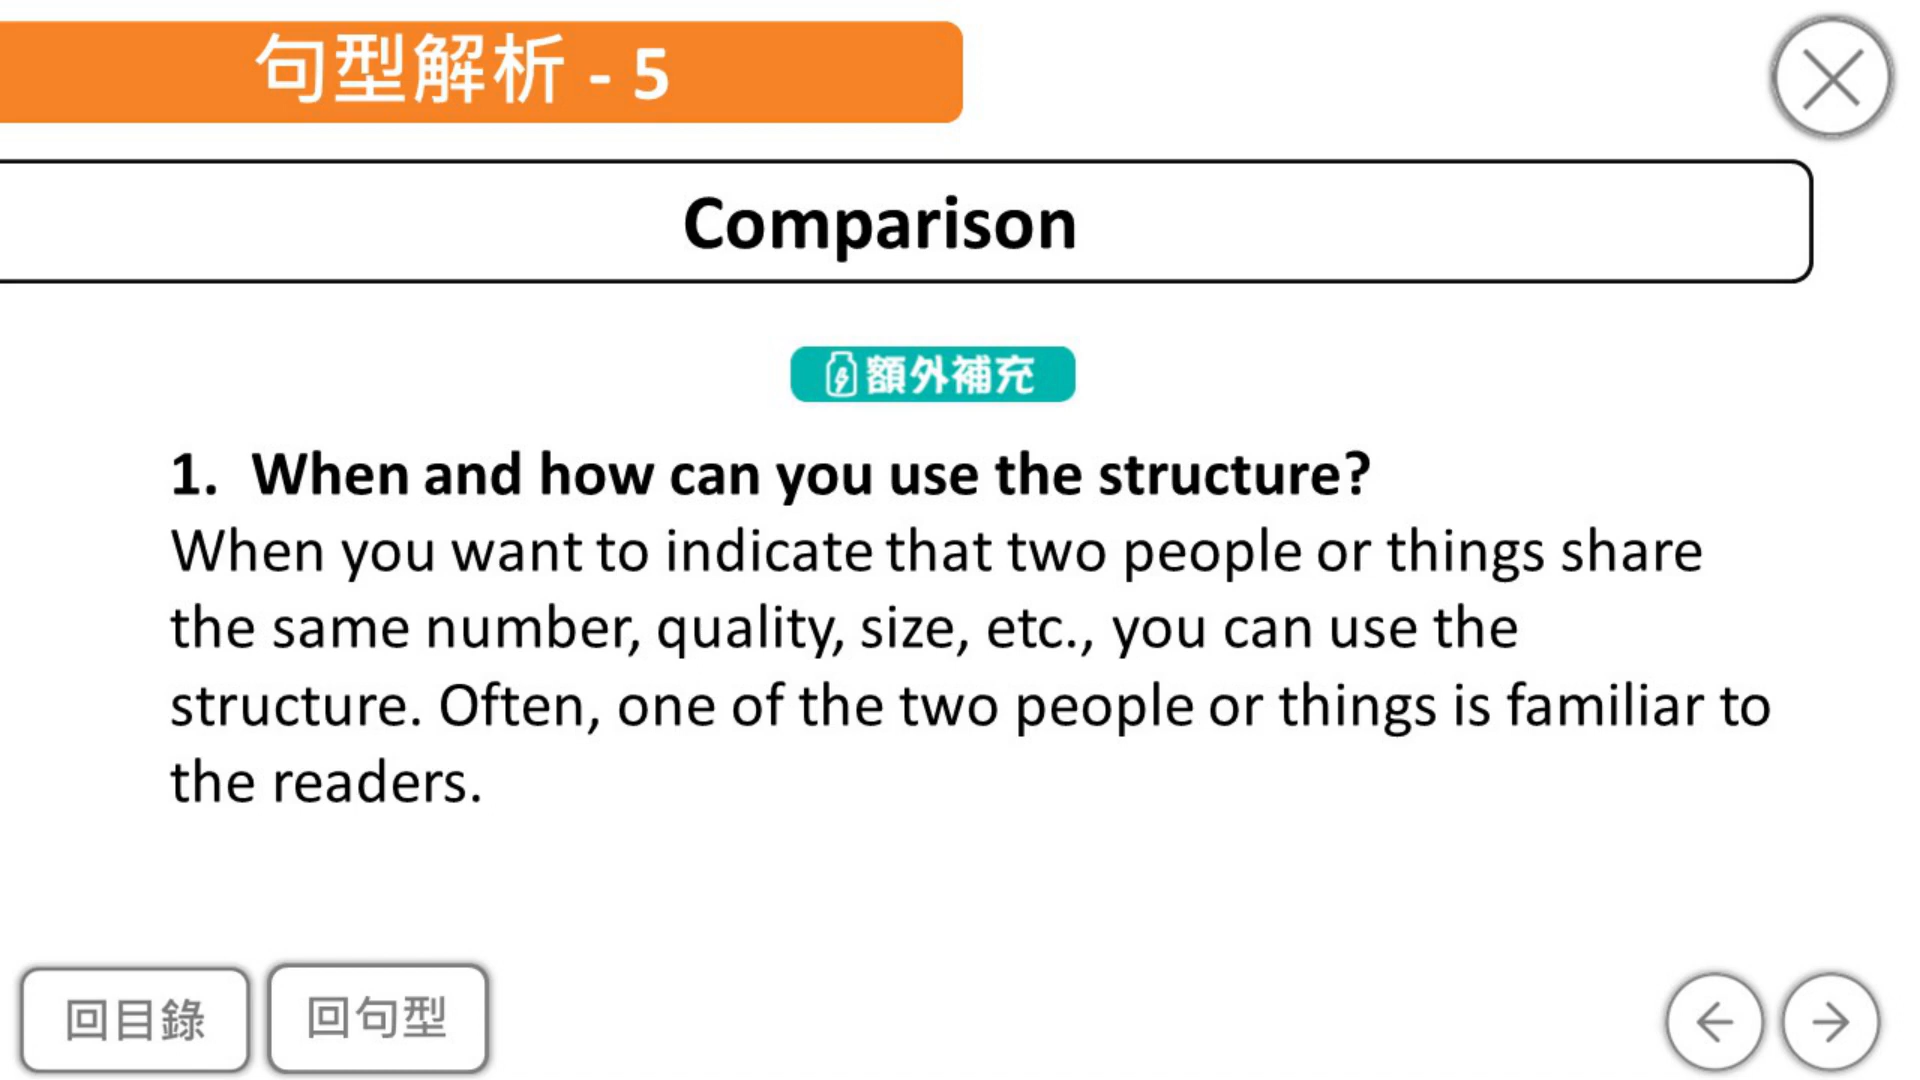 句型解析 - 5
Comparison
額外補充
1. When and how can you use the structure?
When you want to indicate that two people or things share
the same number, quality, size, etc., you can use the
structure. Often, one of the two people or things is familiar to
the readers.
回目錄
回句型